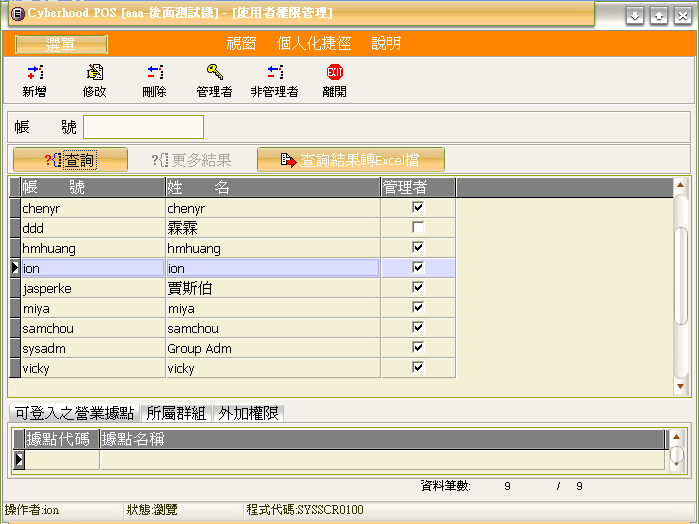 Cyberhood POS [aaa-後面測試樣] - [使用者權限管理]
選單 視窗 個人化捷徑 說明
新增 修改 刪除 管理者 非管理者 EXIT 離開
帳 號
?{ 查詢 ?{ 更多結果 查詢結果轉Excel檔
帳 號 姓 名 管理者
chenyr chenyr
ddd 霖霖
hmhuang hmhuang
ion ion
jasperke 賈斯伯
miya miya
samchou samchou
sysadm Group Adm
vicky vicky
可登入之營業據點 所屬群組 外加權限
據點代碼 據點名稱
資料筆數: 9 / 9
操作者:ion 狀態:瀏覽 程式代碼:SYSSCR0100